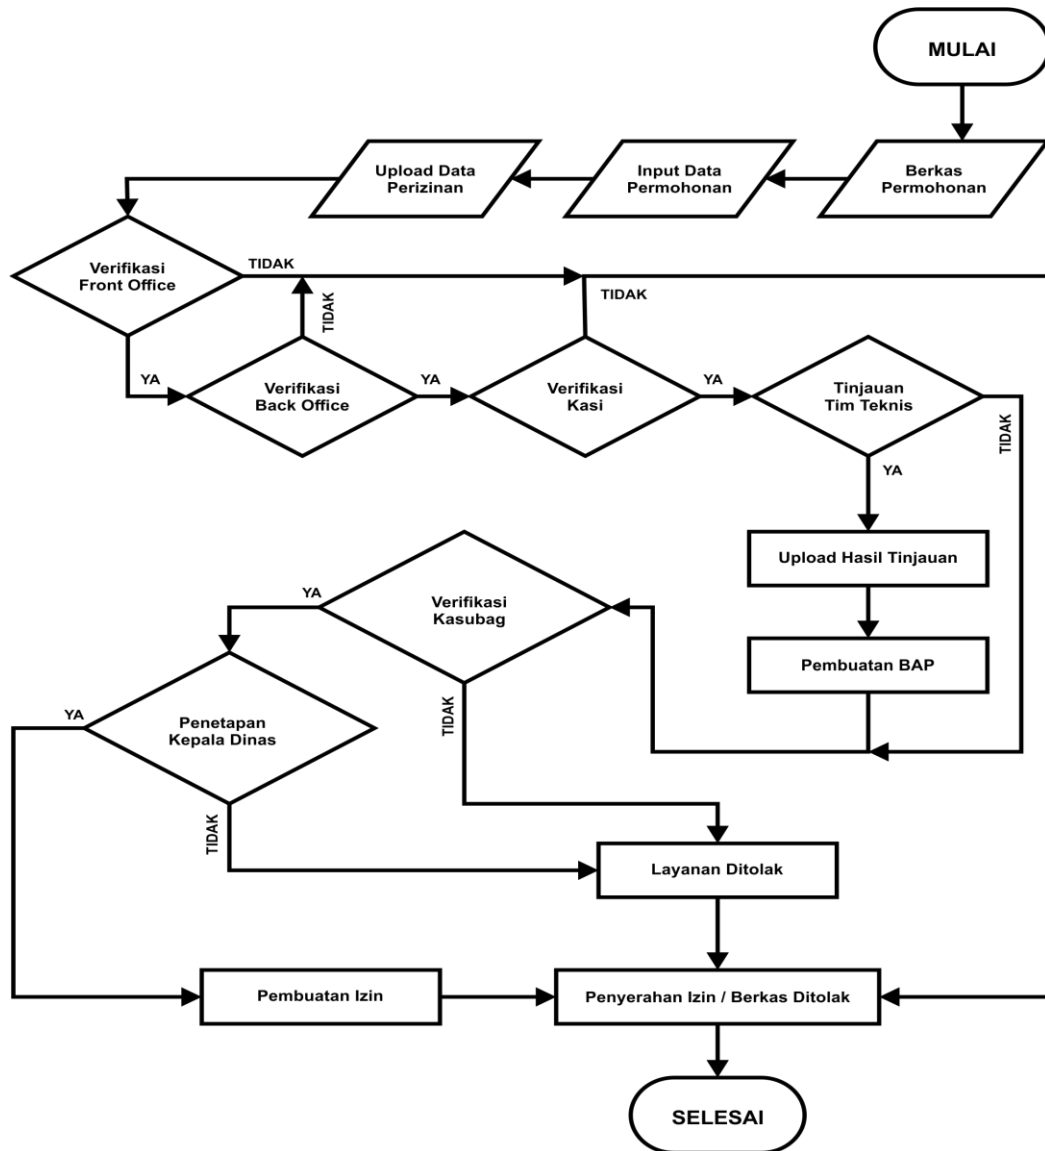 MULAI
Upload Data
Perizinan
Input Data
Permohonan
Berkas
Permohonan
Verifikasi
Front Office
TIDAK
TIDAK
TIDAK
YA
Verifikasi
Back Office
YA
Verifikasi
Kasi
YA
Tinjauan
Tim Teknis
TIDAK
YA
Upload Hasil Tinjauan
Verifikasi
Kasubag
YA
Pembuatan BAP
TIDAK
YA
Penetapan
Kepala Dinas
TIDAK
Layanan Ditolak
Pembuatan Izin
Penyerahan Izin / Berkas Ditolak
SELESAI